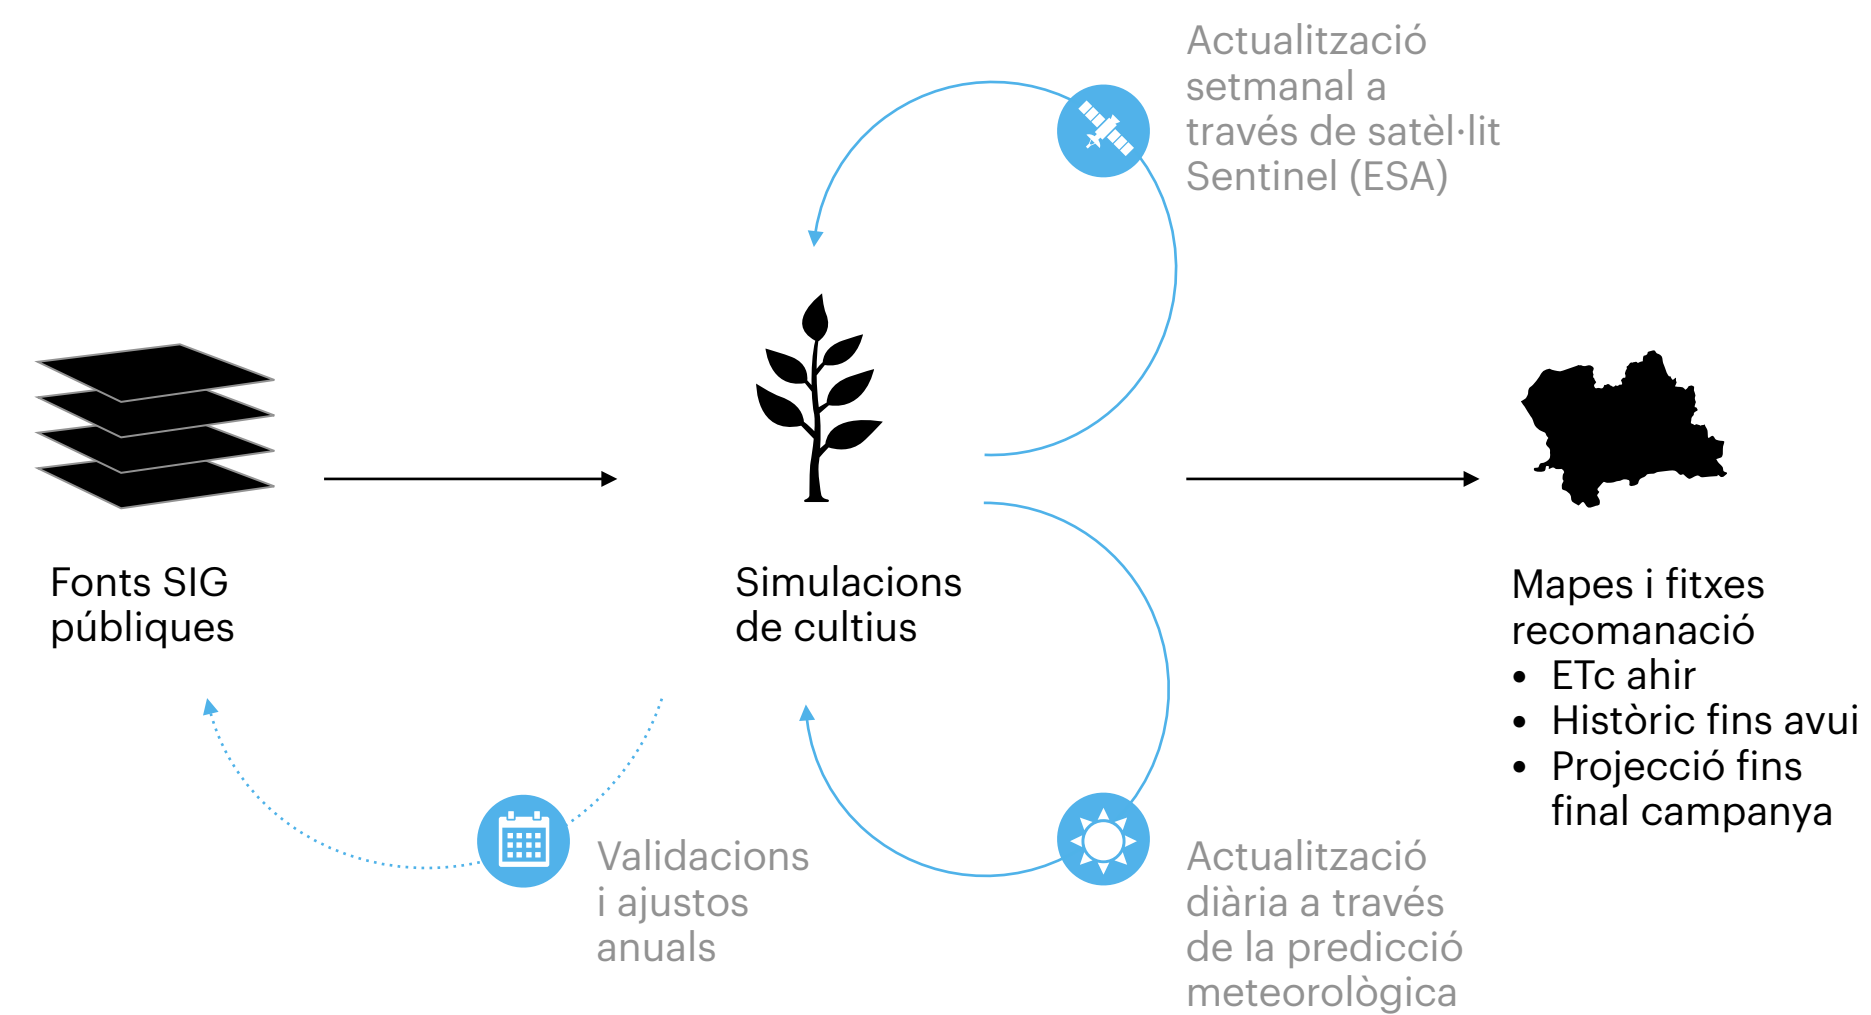 Actualització
setmanal a
través de satèl·lit
Sentinel (ESA)
Fonts SIG
públiques
Simulacions
de cultius
Mapes i fitxes
recomanació
• ETc ahir
• Històric fins avui
• Projecció fins
final campanya
Validacions
i ajustos
anuals
Actualització
diària a través
de la predicció
meteorològica